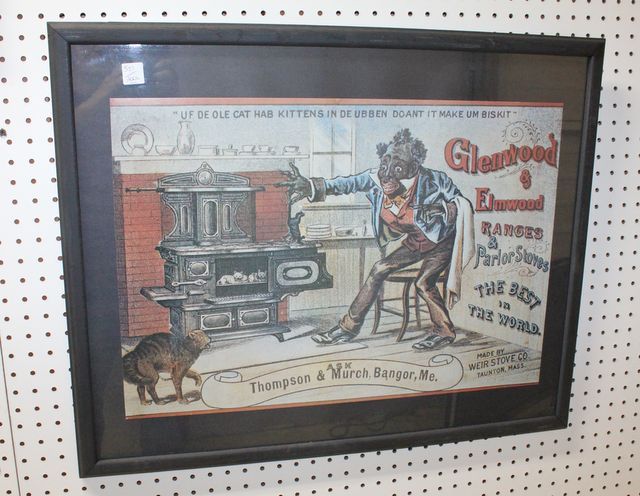 "UF DE OLE CAT HAB KITTENS IN DE UBBEN DOANT IT MAKE UM BISKIT"
Glenwood
&
Elmwood
RANGES
&
Parlor Stoves
THE BEST
IN
THE WORLD.
MADE BY
WEIR STOVE CO.
TAUNTON, MASS.
ASK
Thompson & Murch, Bangor, Me.